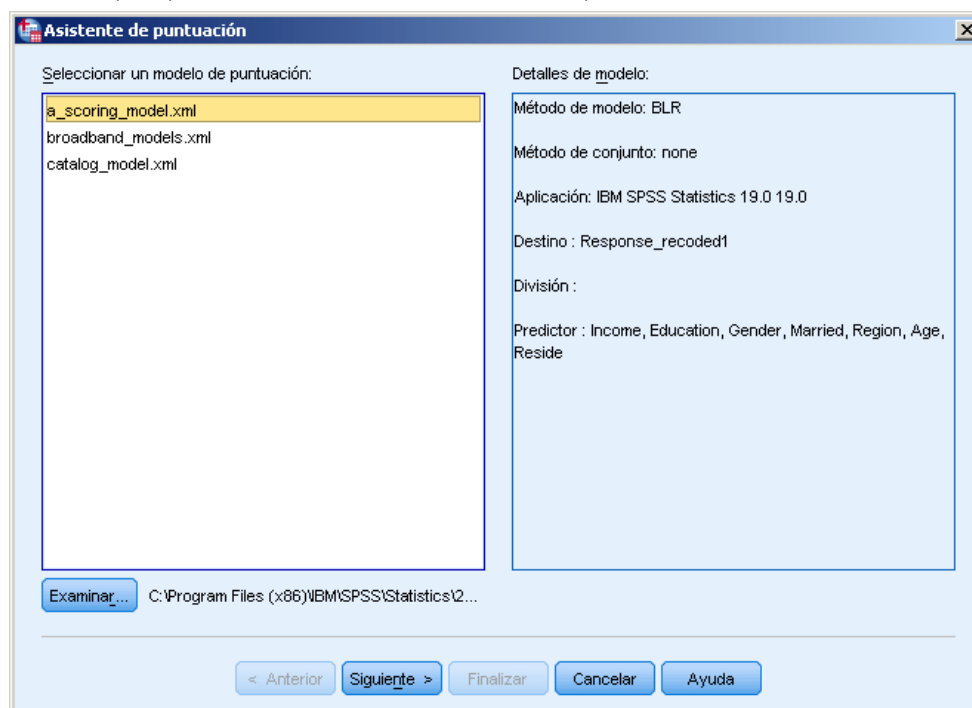 Asistente de puntuación
Seleccionar un modelo de puntuación:
a_scoring_model.xml
broadband_models.xml
catalog_model.xml
Examinar... C:\Program Files (x86)\IBM\SPSS\Statistics\2...
Detalles de modelo:
Método de modelo: BLR
Método de conjunto: none
Aplicación: IBM SPSS Statistics 19.0 19.0
Destino : Response_recoded1
División :
Predictor : Income, Education, Gender, Married, Region, Age,
Reside
< Anterior Siguiente > Finalizar Cancelar Ayuda